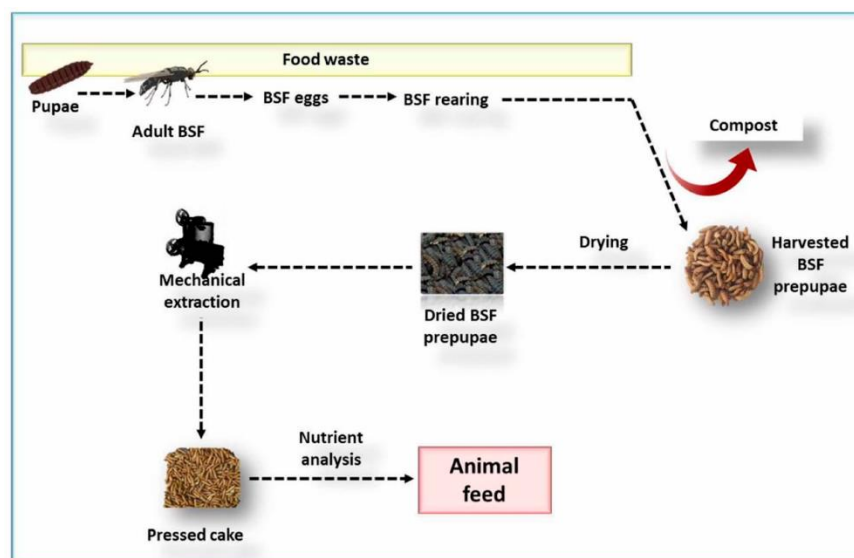 Food waste
Pupae
Adult BSF
BSF eggs
BSF rearing
Compost
Harvested
BSF
prepupae
Drying
Dried BSF
prepupae
Mechanical
extraction
Pressed cake
Nutrient
analysis
Animal
feed